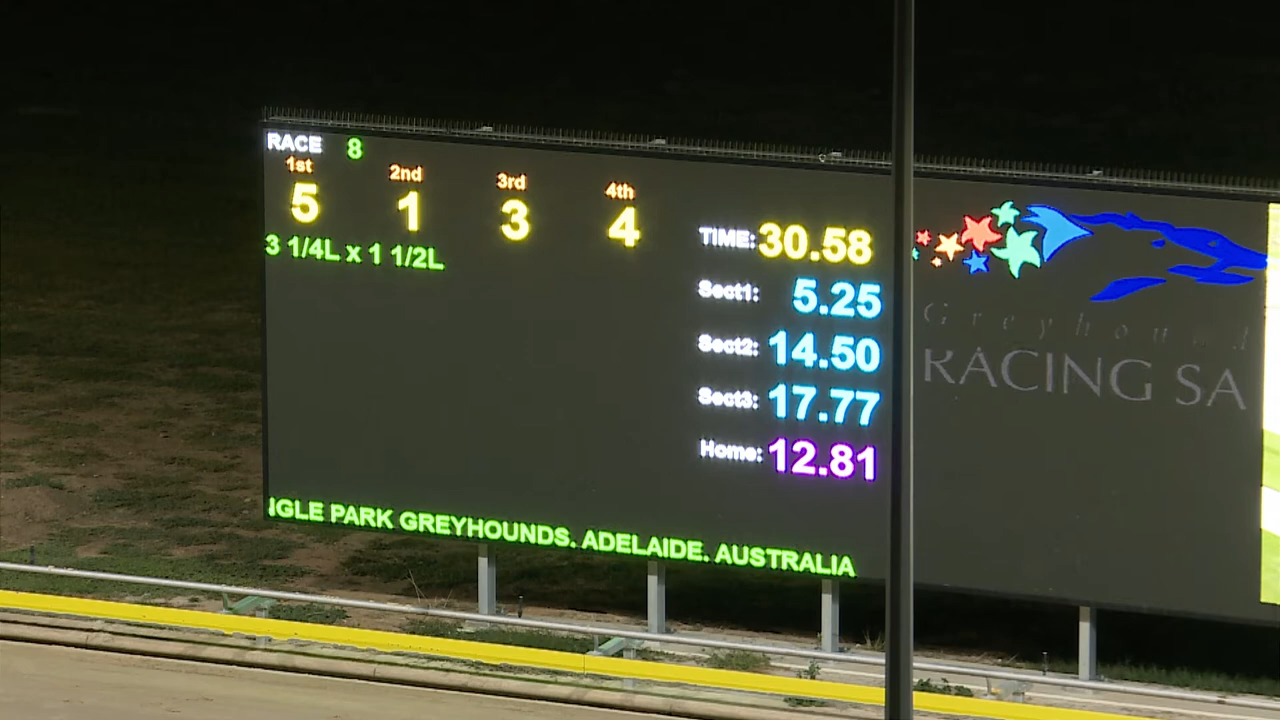 RACE 8
1st 2nd 3rd 4th
5 1 3 4
3 1/4L x 1 1/2L
TIME: 30.58
Sect1: 5.25
Sect2: 14.50
Sect3: 17.77
Home: 12.81
Greyhound
RACING SA
IGLE PARK GREYHOUNDS. ADELAIDE. AUSTRALIA